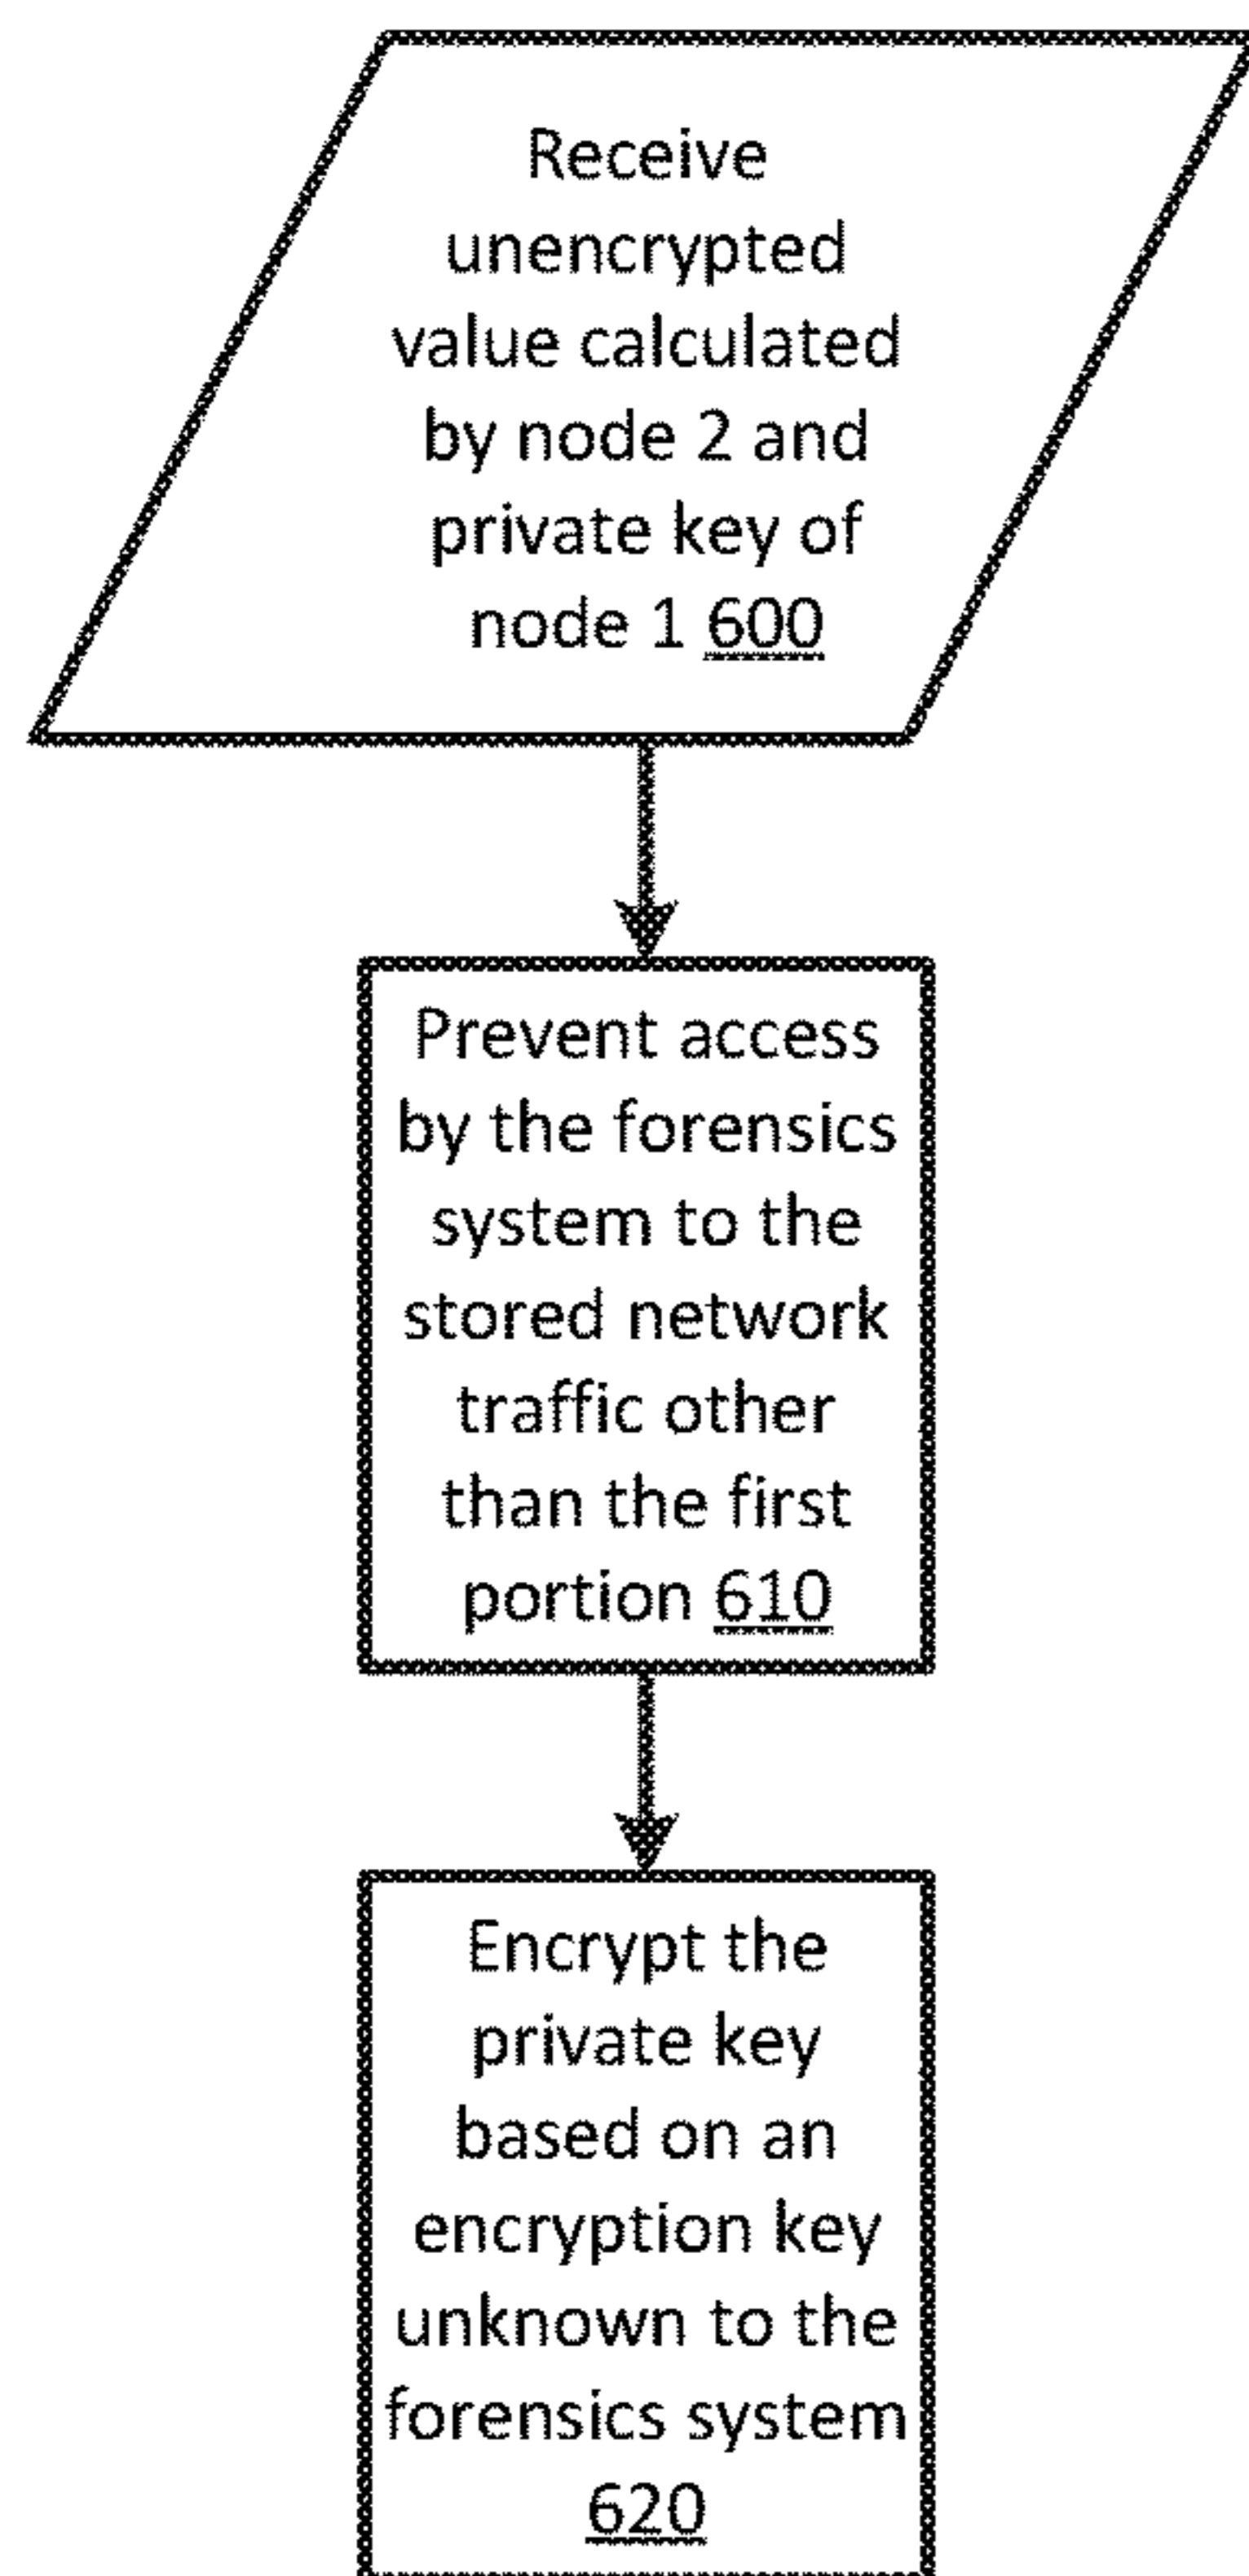 Receive
unencrypted
value calculated
by node 2 and
private key of
node 1 600
Prevent access
by the forensics
system to the
stored network
traffic other
than the first
portion 610
Encrypt the
private key
based on an
encryption key
unknown to the
forensics system
620